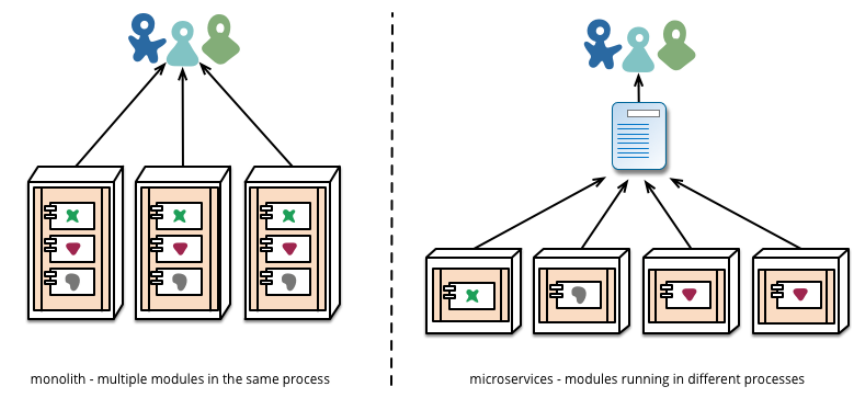 monolith - multiple modules in the same process
microservices - modules running in different processes